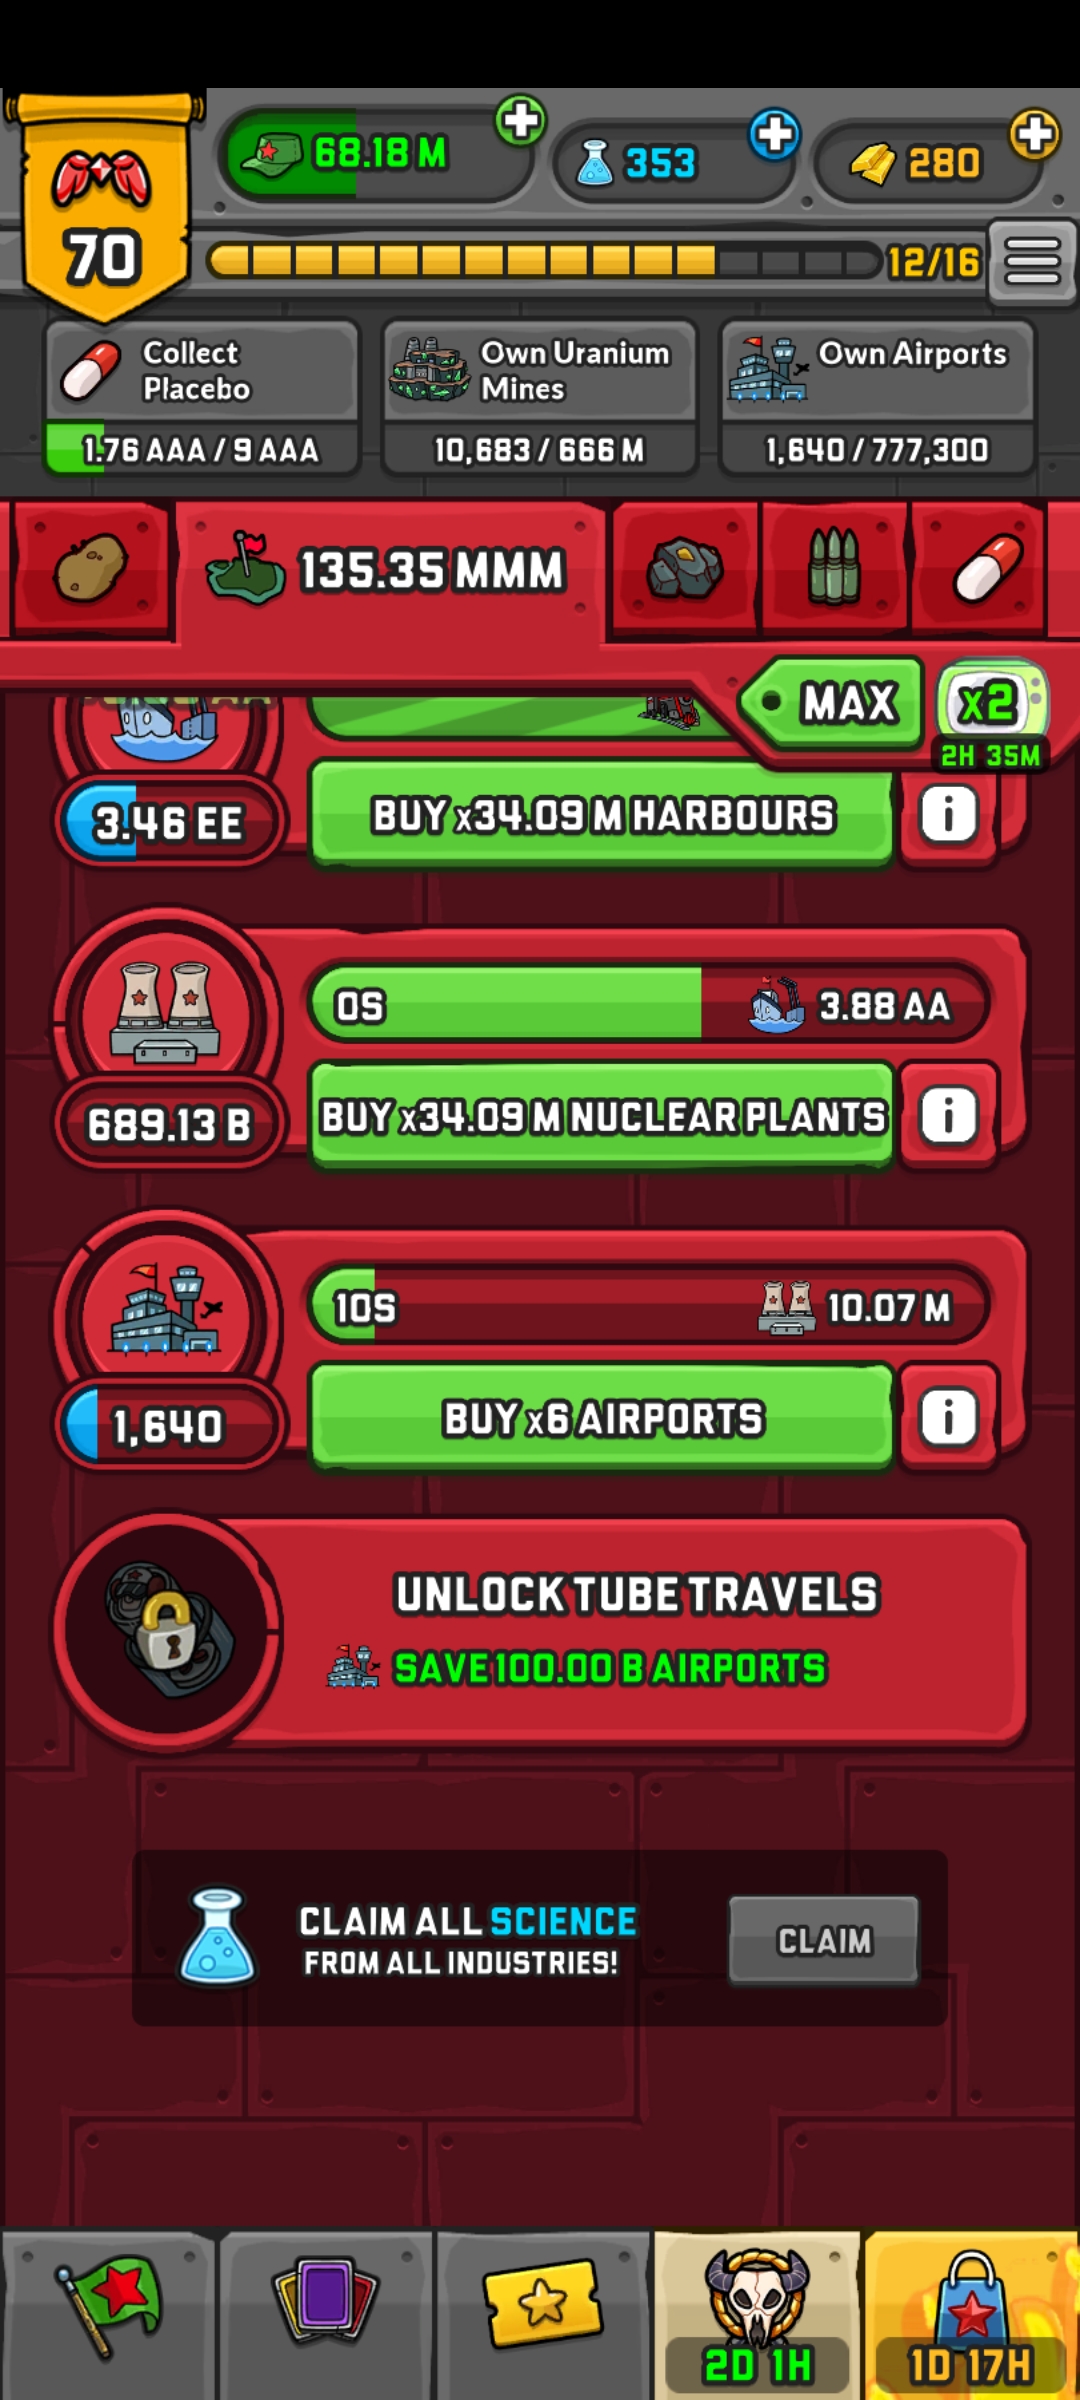 68.18 M
353
280
70
12/16
Collect
Placebo
Own Uranium
Mines
Own Airports
1.76 AAA / 9 AAA
10,683 / 666 M
1,640 / 777,300
135.35 MMM
MAX
x2
2H 35M
3.46 EE
BUY x34.09 M HARBOURS
i
0S
3.88 AA
689.13 B
BUY x34.09 M NUCLEAR PLANTS
i
10S
10.07 M
1,640
BUY x6 AIRPORTS
i
UNLOCK TUBE TRAVELS
SAVE 100.00 B AIRPORTS
CLAIM ALL SCIENCE
FROM ALL INDUSTRIES!
CLAIM
2D 1H
1D 17H